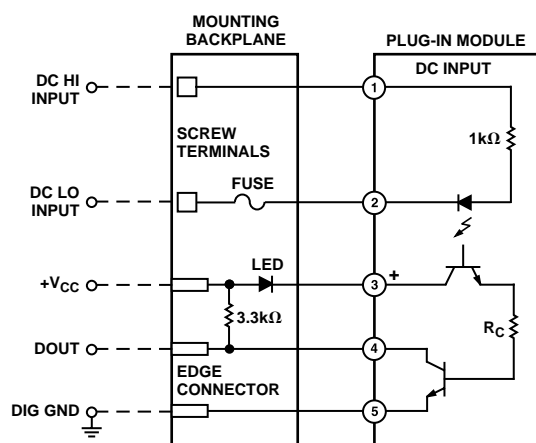 MOUNTING
BACKPLANE
PLUG-IN MODULE
DC INPUT
DC HI
INPUT
1
SCREW
TERMINALS
1kΩ
FUSE
DC LO
INPUT
2
LED
+VCC
3
+
3.3kΩ
RC
DOUT
4
EDGE
CONNECTOR
DIG GND
5